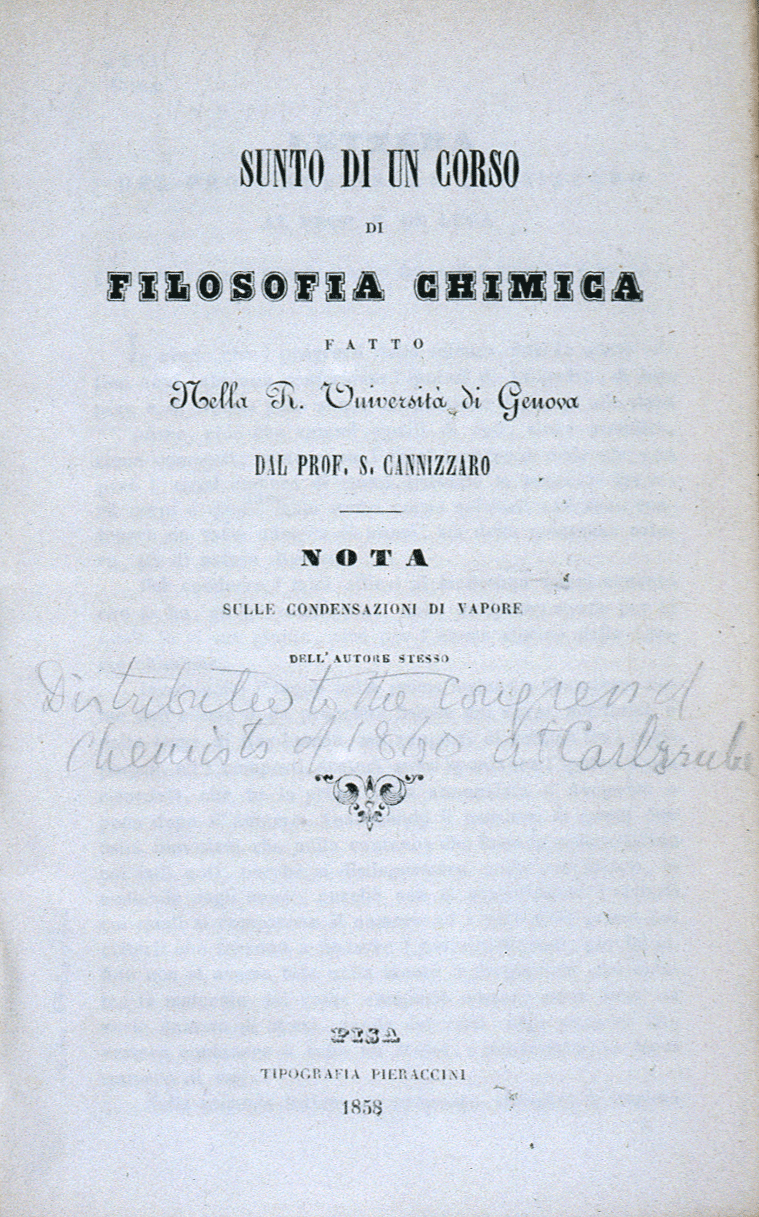 SUNTO DI UN CORSO
DI
FILOSOFIA CHIMICA
FATTO
Nella R. Università di Genova
DAL PROF. S. CANNIZZARO
NOTA
SULLE CONDENSAZIONI DI VAPORE
DELL' AUTORE STESSO
Distributed to the Congress of
Chemists of 1860 at Carlsruhe
PISA
TIPOGRAFIA PIERACCINI
1858